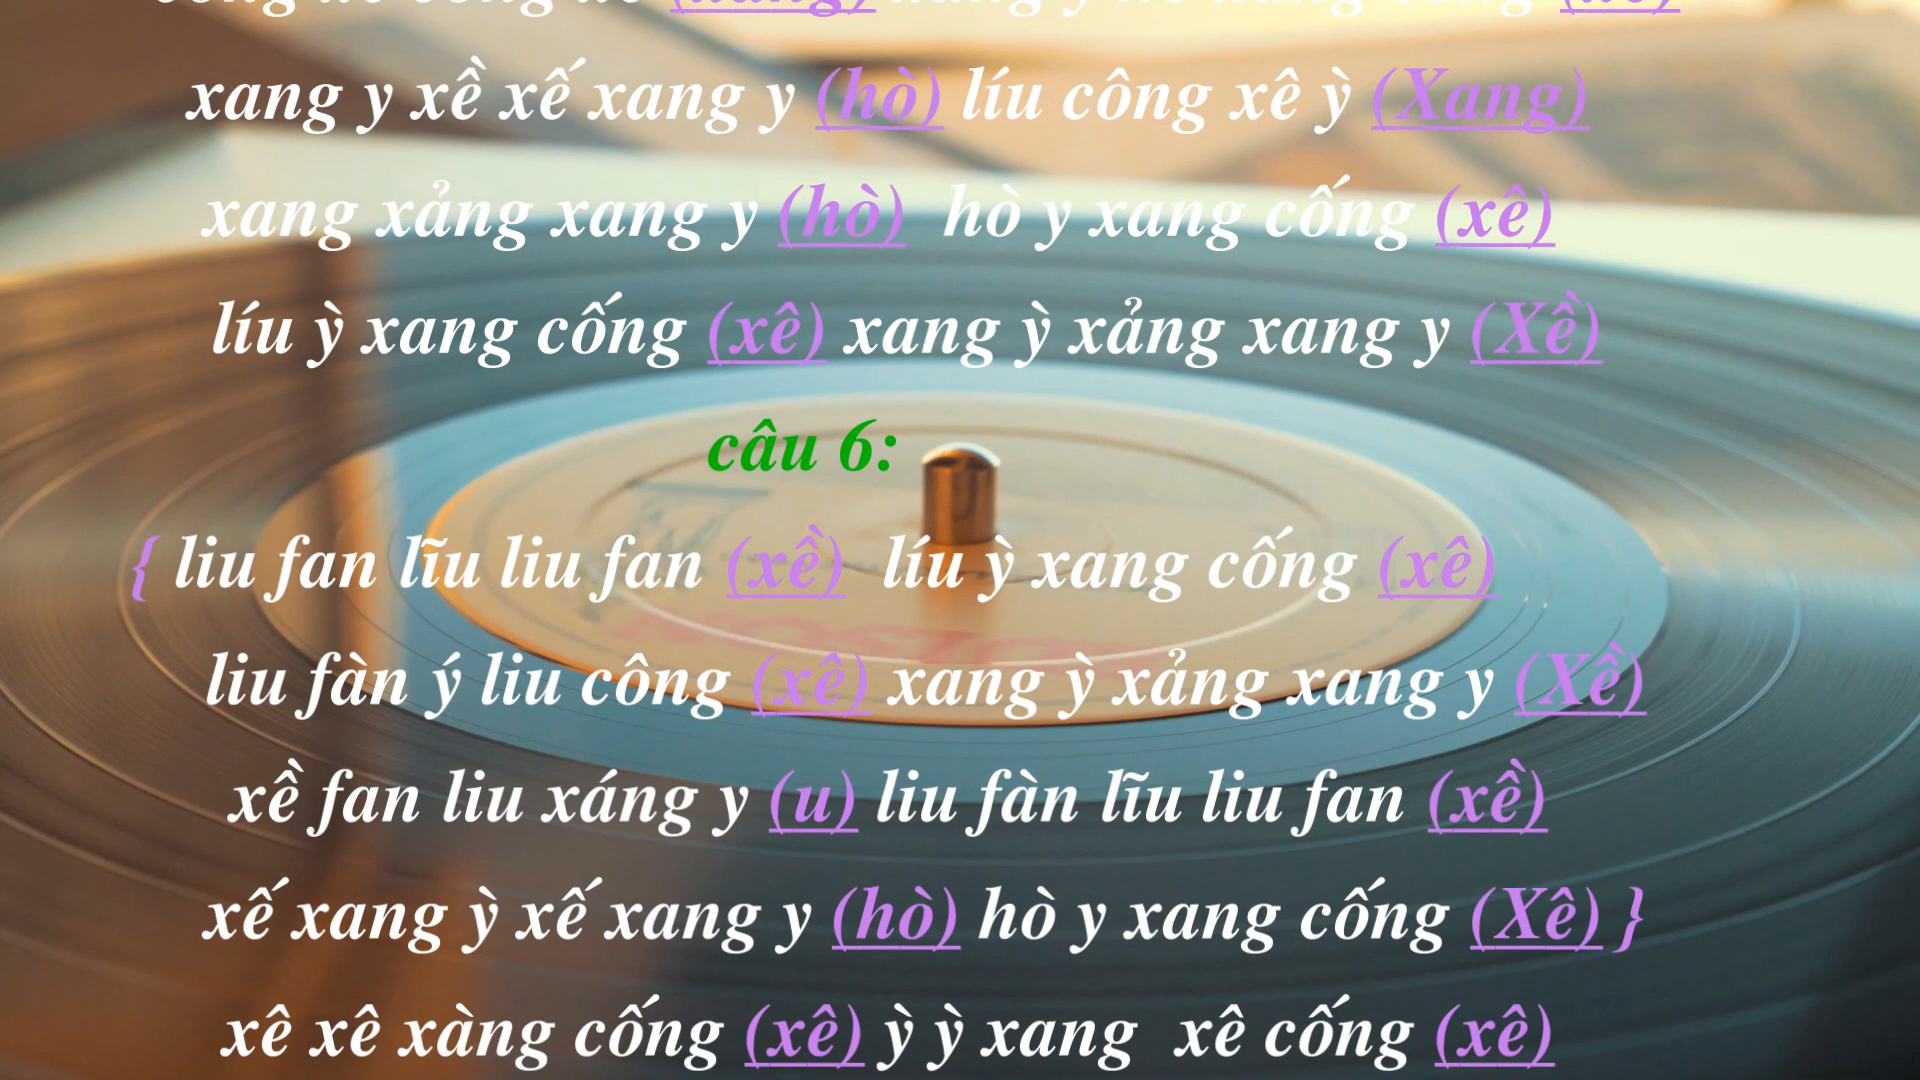 xang y xề xế xang y (hò) líu công xê ỳ (Xang)
xang xảng xang y (hò) hò y xang cống (xê)
líu ỳ xang cống (xê) xang ỳ xảng xang y (Xề)
câu 6:
{ liu fan lĩu liu fan (xề) líu ỳ xang cống (xê)
liu fàn ý liu công (xê) xang ỳ xảng xang y (Xề)
xề fan liu xáng y (u) liu fàn lĩu liu fan (xề)
xế xang ỳ xế xang y (hò) hò y xang cống (Xê) }
xê xê xàng cống (xê) ỳ ỳ xang xê cống (xê)